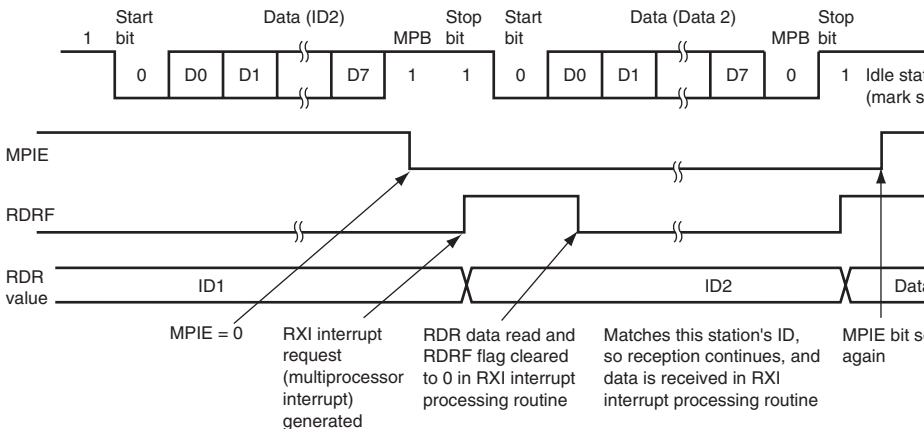 Start bit Data (ID2) Stop bit Start bit Data (Data 2) Stop bit
1 MPB MPB
0 D0 D1 D7 1 1 0 D0 D1 D7 0 1 Idle
(mark
MPIE
RDRF
RDR value
ID1 ID2
MPIE = 0
RXI interrupt
request
(multiprocessor
interrupt)
generated
RDR data read and
RDRF flag cleared
to 0 in RXI interrupt
processing routine
Matches this station's ID,
so reception continues, and
data is received in RXI
interrupt processing routine
MPIE bit
again